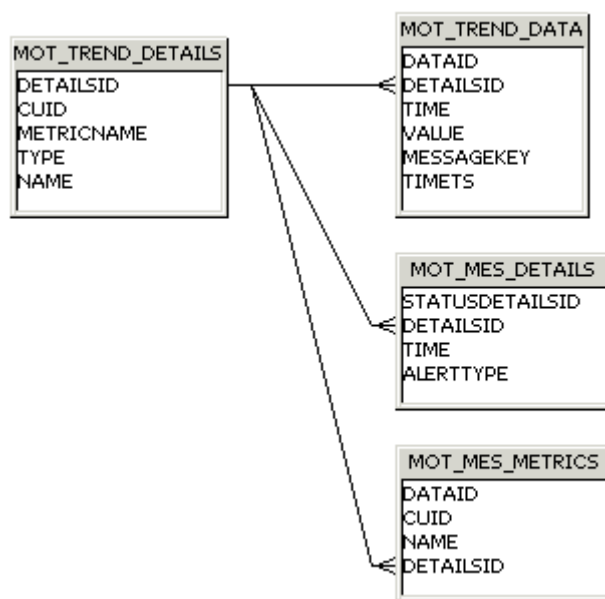 MOT_TREND_DETAILS
DETAILSID
CUID
METRICNAME
TYPE
NAME
MOT_TREND_DATA
DATAID
DETAILSID
TIME
VALUE
MESSAGEKEY
TIMETS
MOT_MES_DETAILS
STATUSDETAILSID
DETAILSID
TIME
ALERTTYPE
MOT_MES_METRICS
DATAID
CUID
NAME
DETAILSID